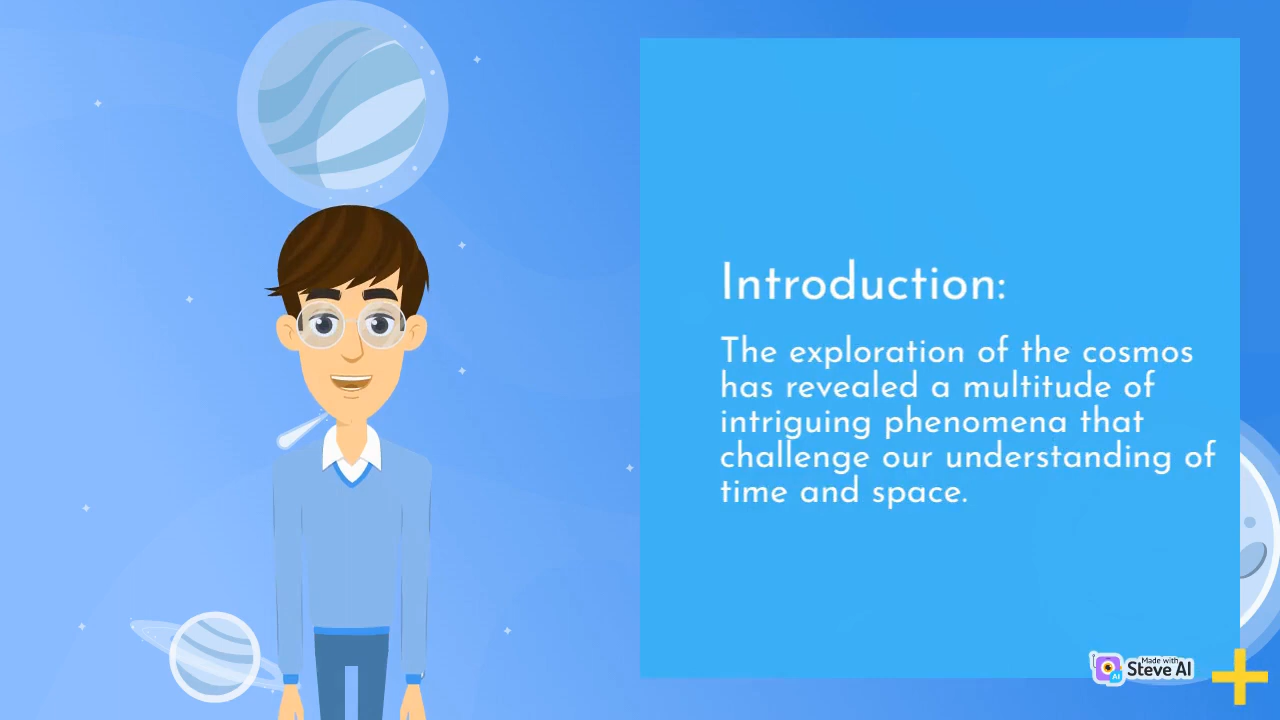 Introduction:
The exploration of the cosmos
has revealed a multitude of
intriguing phenomena that
challenge our understanding of
time and space.
Made with
Steve AI
AI